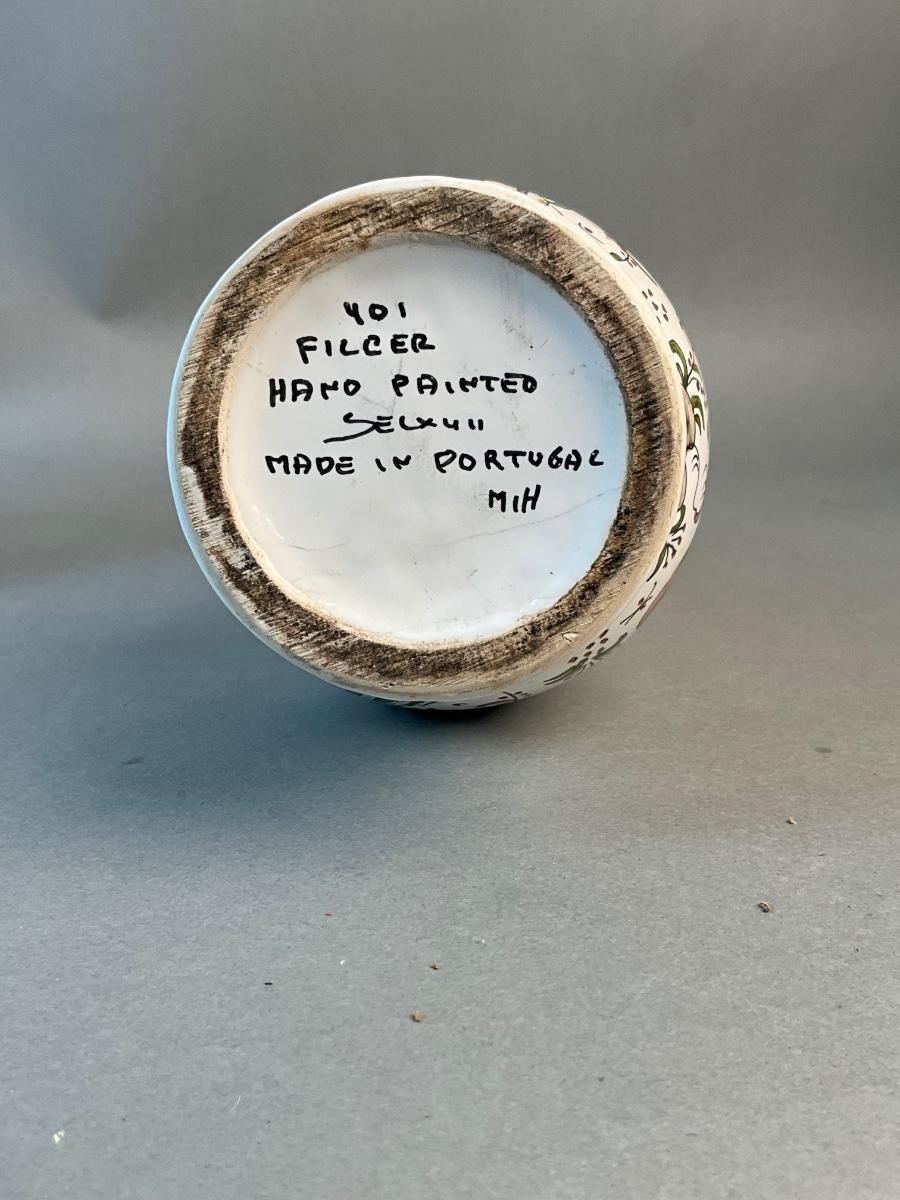 401
FILCER
HAND PAINTED
SEC XVII
MADE IN PORTUGAL
MIH